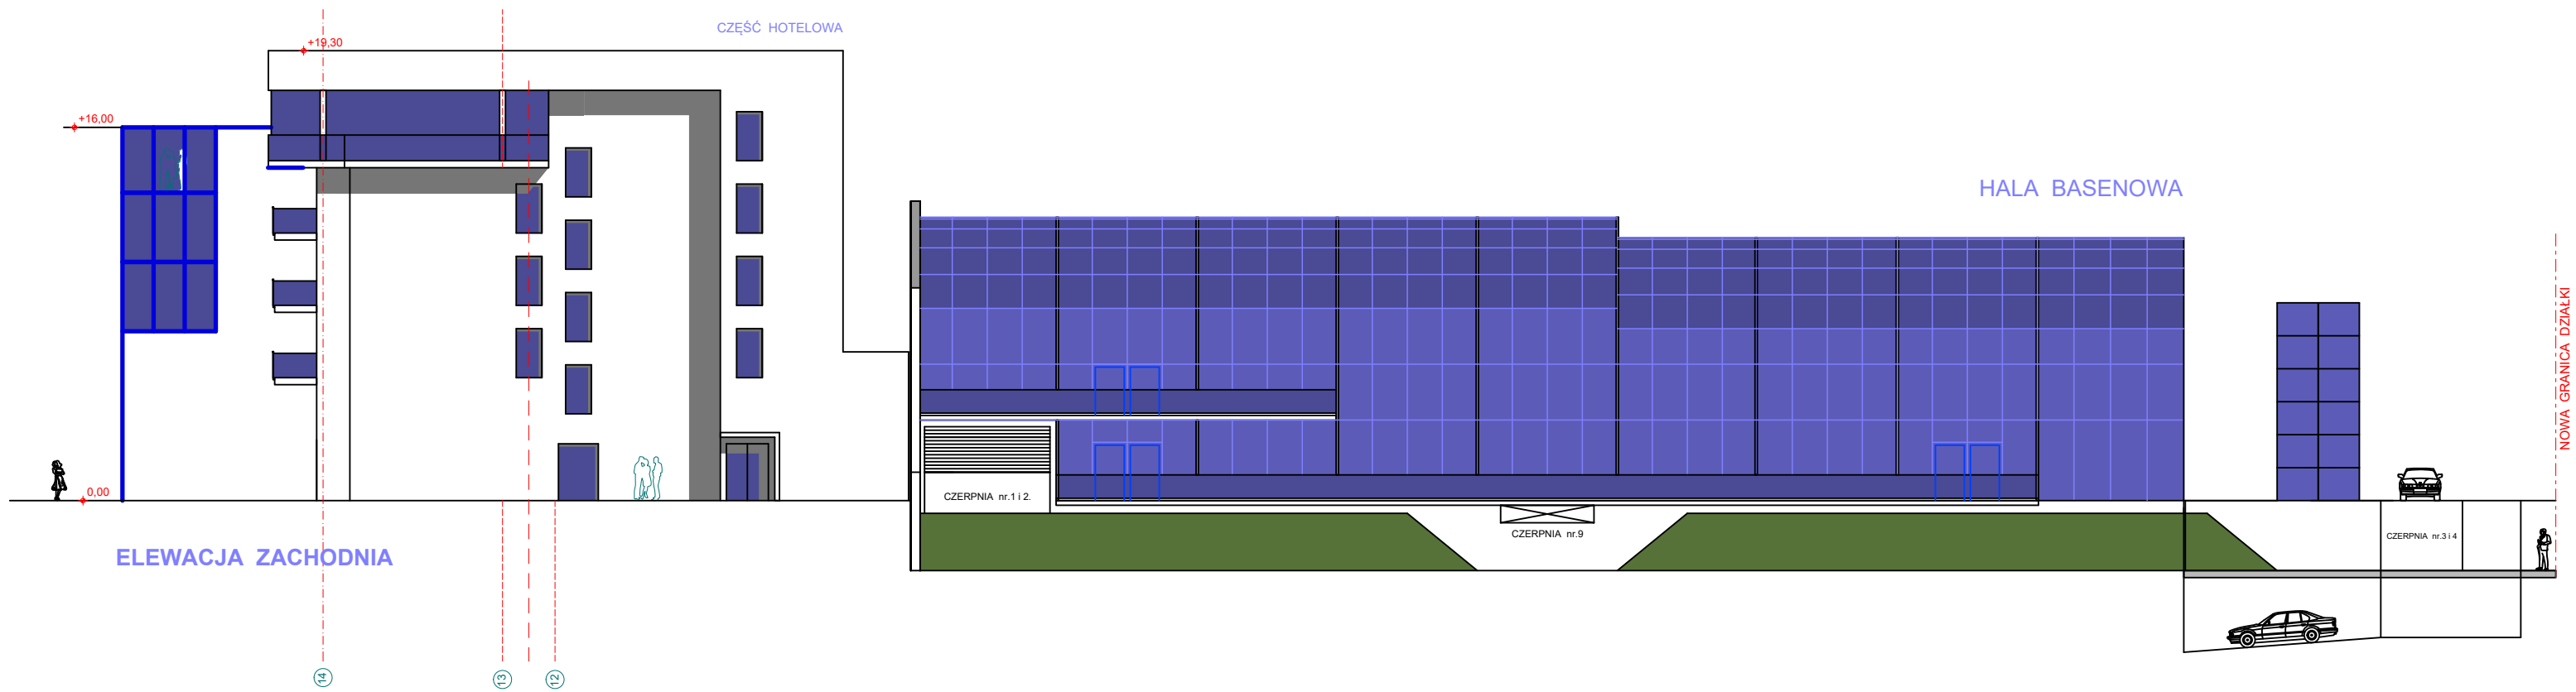 CZĘŚĆ HOTELOWA
+19,30
+16,00
HALA BASENOWA
NOWA GRANICA DZIAŁKI
0,00
CZERPNIA nr.1 i 2.
CZERPNIA nr.9
CZERPNIA nr.3 i 4
ELEWACJA ZACHODNIA
14
13
12